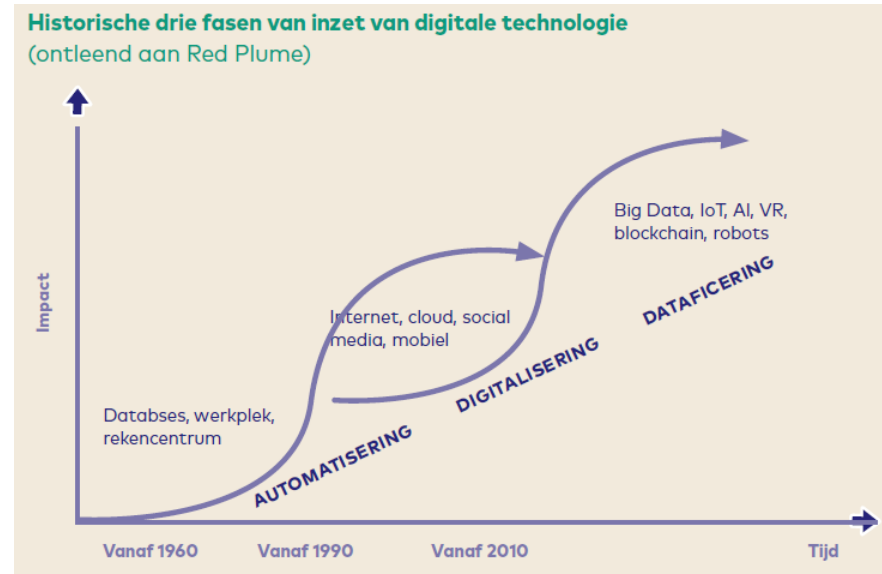 Historische drie fasen van inzet van digitale technologie
(ontleend aan Red Plume)
Big Data, IoT, AI, VR,
blockchain, robots
DATAFICERING
Impact
Internet, cloud, social
media, mobiel
DIGITALISERING
Databses, werkplek,
rekencentrum
AUTOMATISERING
Vanaf 1960
Vanaf 1990
Vanaf 2010
Tijd